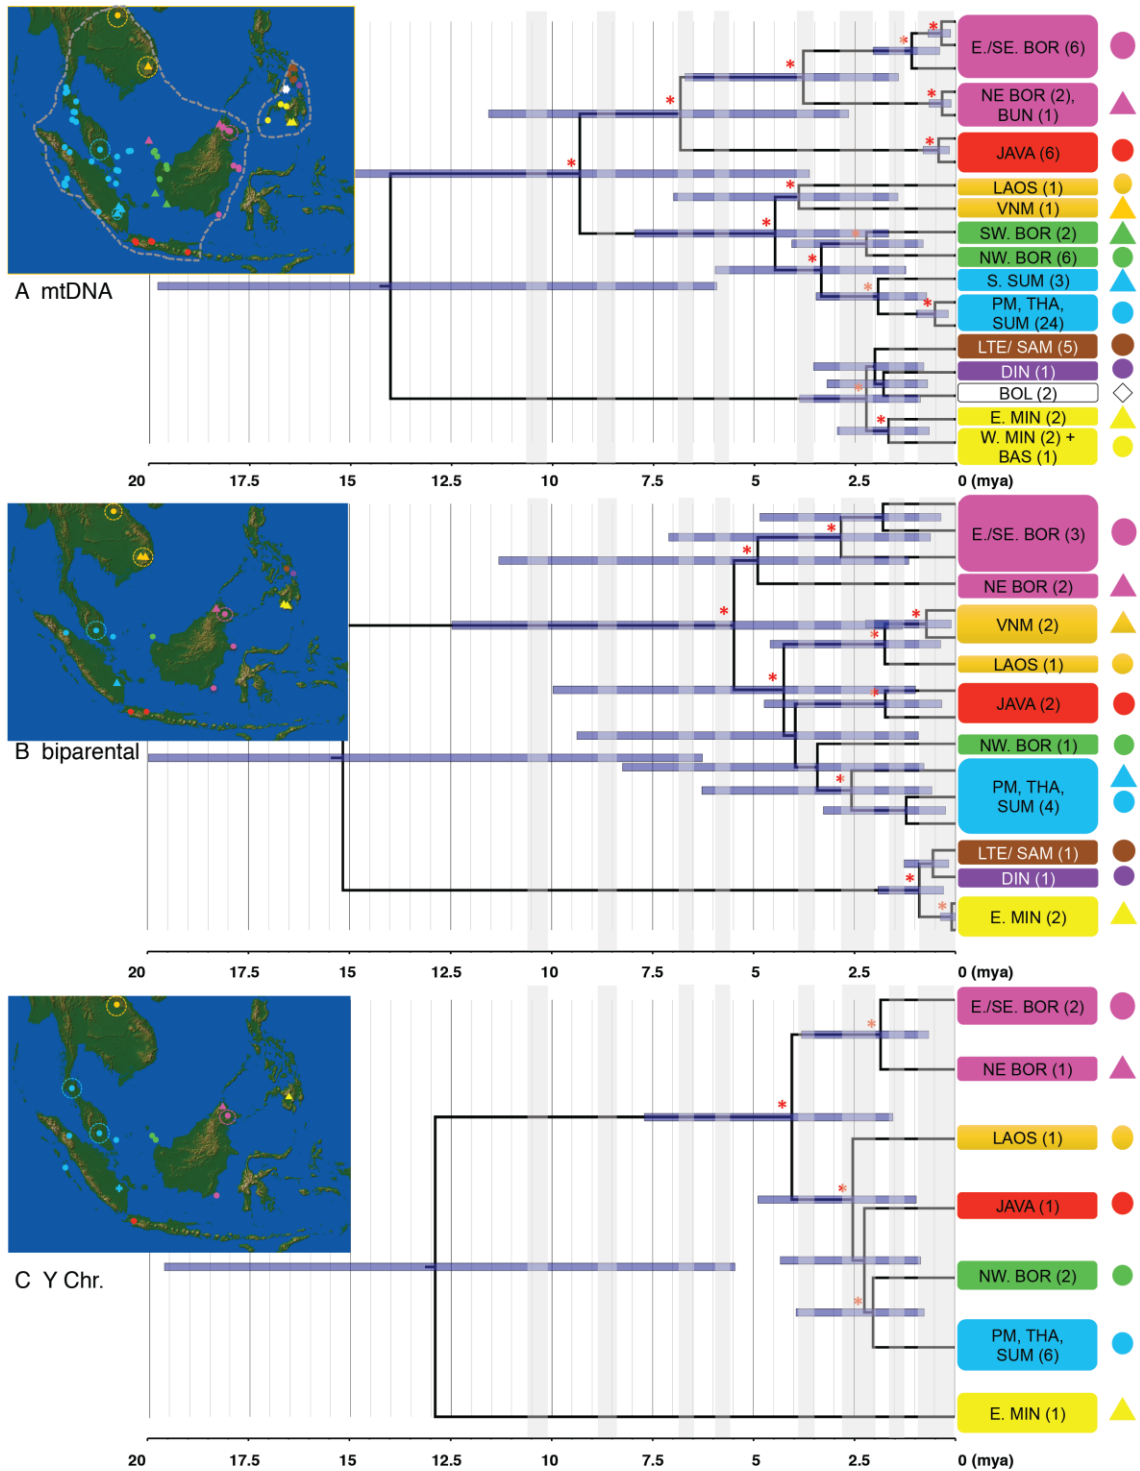 E./SE. BOR (6)
NE BOR (2),
BUN (1)
JAVA (6)
LAOS (1)
VNM (1)
SW. BOR (2)
NW. BOR (6)
S. SUM (3)
PM, THA,
SUM (24)
LTE/ SAM (5)
DIN (1)
BOL (2)
E. MIN (2)
W. MIN (2) +
BAS (1)
A mtDNA
20 17.5 12.5 10 7.5 5 2.5 0 (mya)
E./SE. BOR (3)
NE BOR (2)
VNM (2)
LAOS (1)
JAVA (2)
NW. BOR (1)
PM, THA,
SUM (4)
LTE/ SAM (1)
DIN (1)
E. MIN (2)
B biparental
20 17.5 15 12.5 10 7.5 5 2.5 0 (mya)
E./SE. BOR (2)
NE BOR (1)
LAOS (1)
JAVA (1)
NW. BOR (2)
PM, THA,
SUM (6)
E. MIN (1)
C Y Chr.
20 17.5 15 12.5 10 7.5 5 2.5 0 (mya)